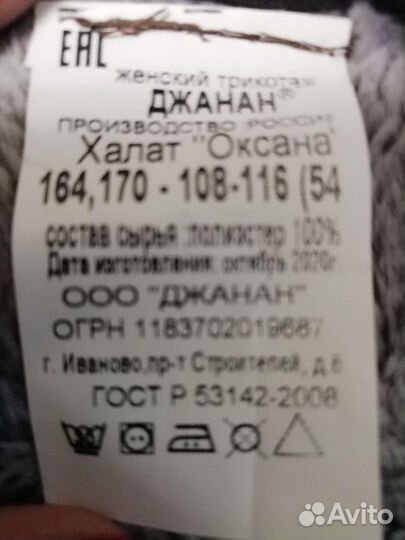 ЕАС
ЖЕНСКИЙ ТРИКОТАЖ
ДЖАНАН®
ПРОИЗВОДСТВО: РОССИЯ
Халат "Оксана"
164,170 - 108-116 (54
состав сырья :полиэстер 100%
Дата изготовления: октябрь 2020г.
ООО "ДЖАНАН"
ОГРН 1183702019687
г. Иваново,пр-т Строителей, д.6
ГОСТ Р 53142-2008
Avito